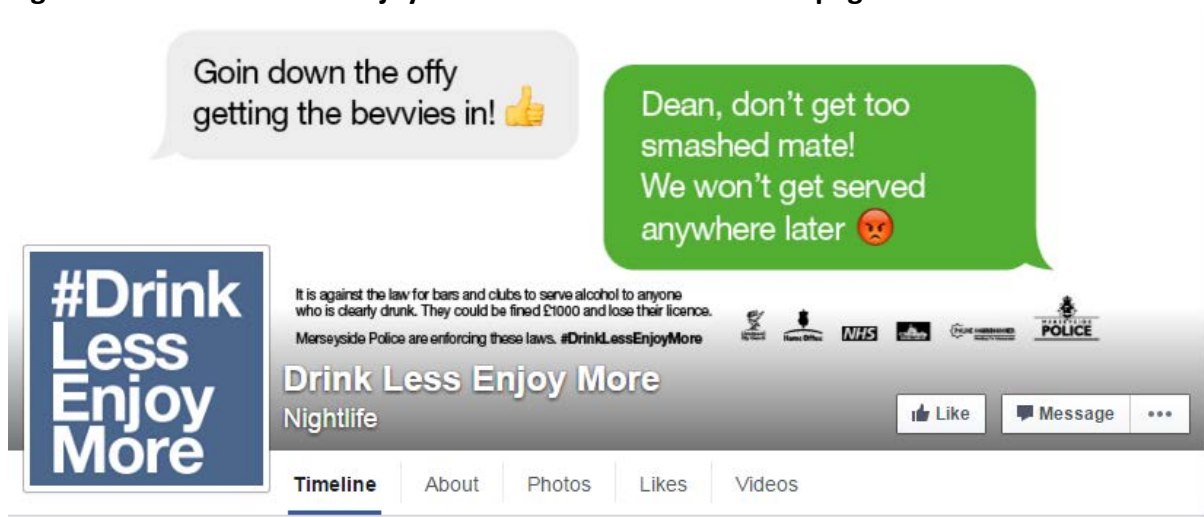 Goin down the offy
getting the bevvies in! 👍
Dean, don't get too
smashed mate!
We won't get served
anywhere later 😡
#Drink
Less
Enjoy
More
It is against the law for bars and clubs to serve alcohol to anyone
who is clearly drunk. They could be fined £1000 and lose their licence.
Merseyside Police are enforcing these laws. #DrinkLessEnjoyMore
Home Office
NHS
MERSEYSIDE
POLICE
Drink Less Enjoy More
Nightlife
Like
Message
Timeline
About
Photos
Likes
Videos